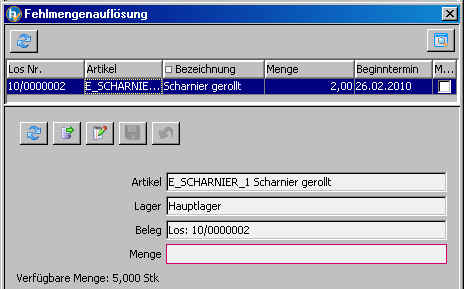 Fehlmengenauflösung
Los Nr. Artikel Bezeichnung Menge Beginntermin M...
10/0000002 E_SCHARNIE... Scharnier gerollt 2,00 26.02.2010
Artikel E_SCHARNIER_1 Scharnier gerollt
Lager Hauptlager
Beleg Los: 10/0000002
Menge
Verfügbare Menge: 5,000 Stk